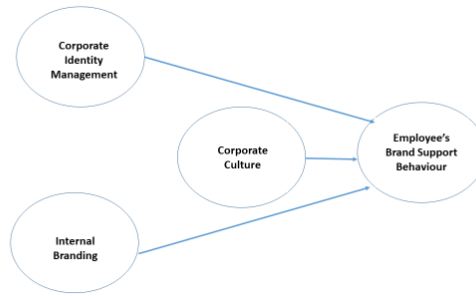 Corporate
Identity
Management
Corporate
Culture
Employee's
Brand Support
Behaviour
Internal
Branding